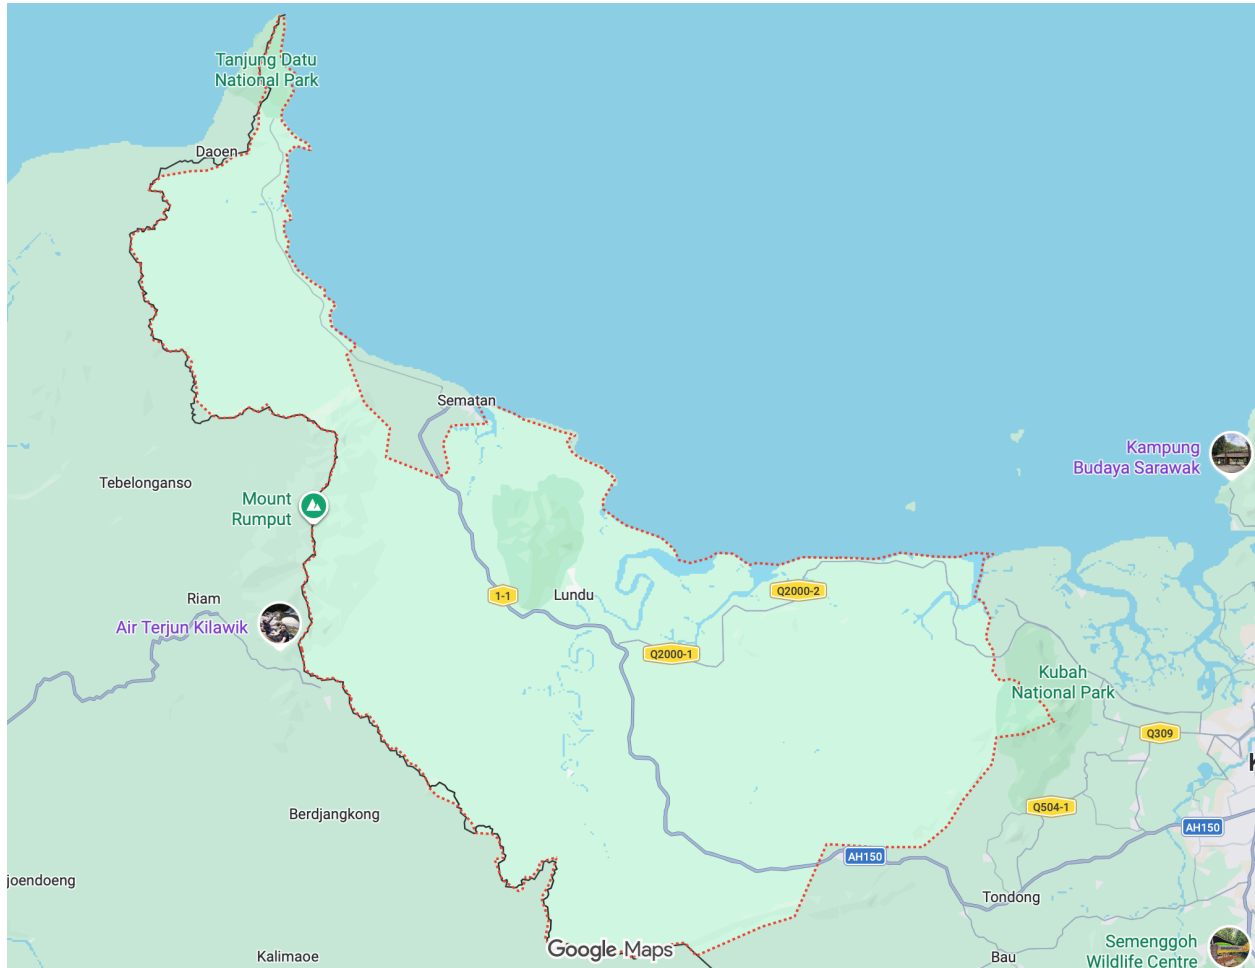 Tanjung Datu
National Park
Daoen
Sematan
Kampung
Budaya Sarawak
Tebelonganso
Mount
Rumput
Riam
1-1
Lundu
Q2000-2
Air Terjun Kilawik
Q2000-1
Kubah
National Park
Q309
K
Berdjangkong
Q504-1
AH150
AH150
joendoeng
Tondong
Kalimaoe
Google Maps
Bau
Semenggoh
Wildlife Centre